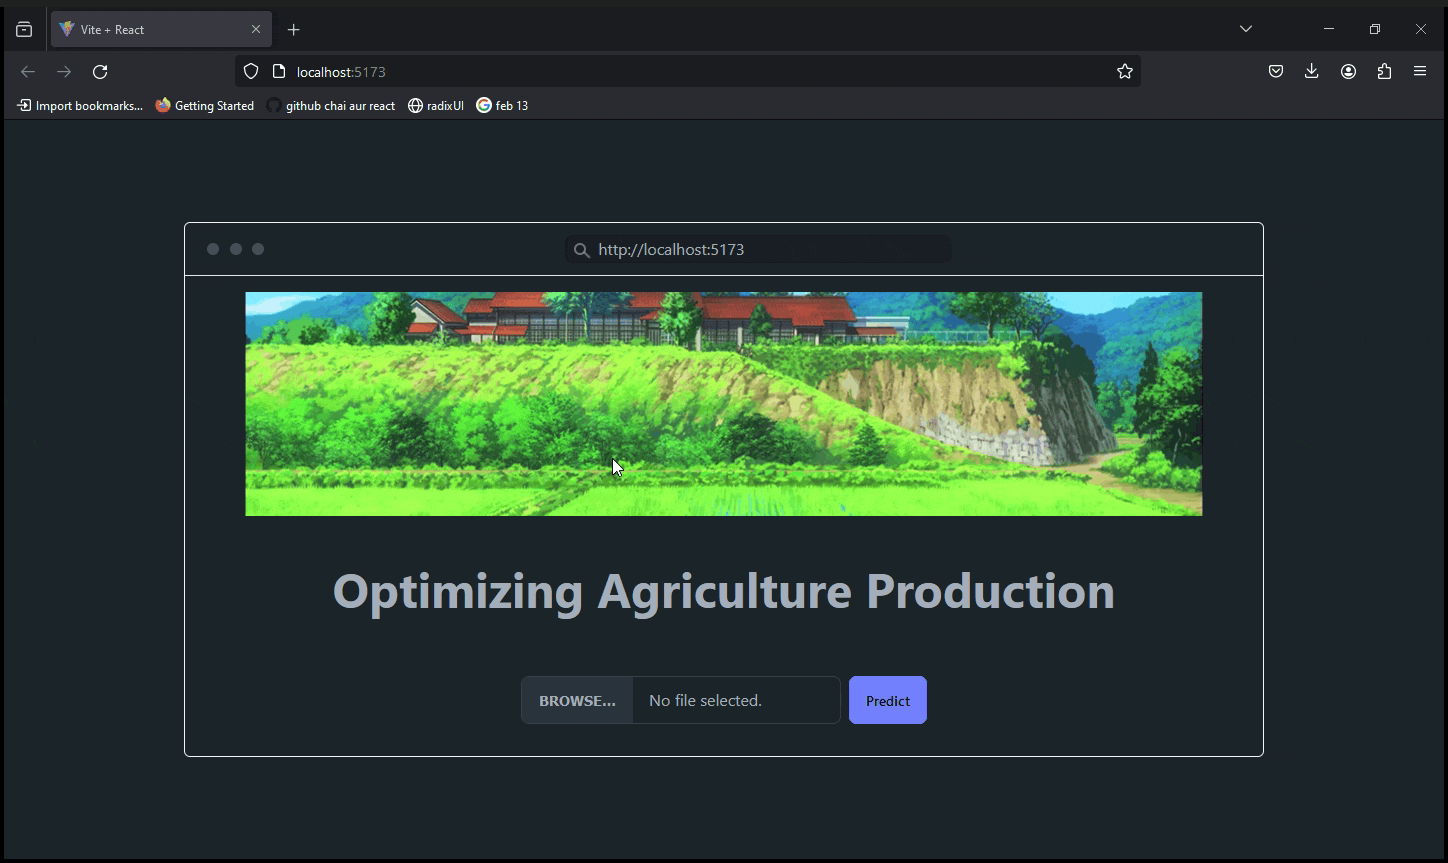 Vite + React
localhost:5173
Import bookmarks... Getting Started github chai aur react radixUI feb 13
http://localhost:5173
Optimizing Agriculture Production
BROWSE... No file selected. Predict